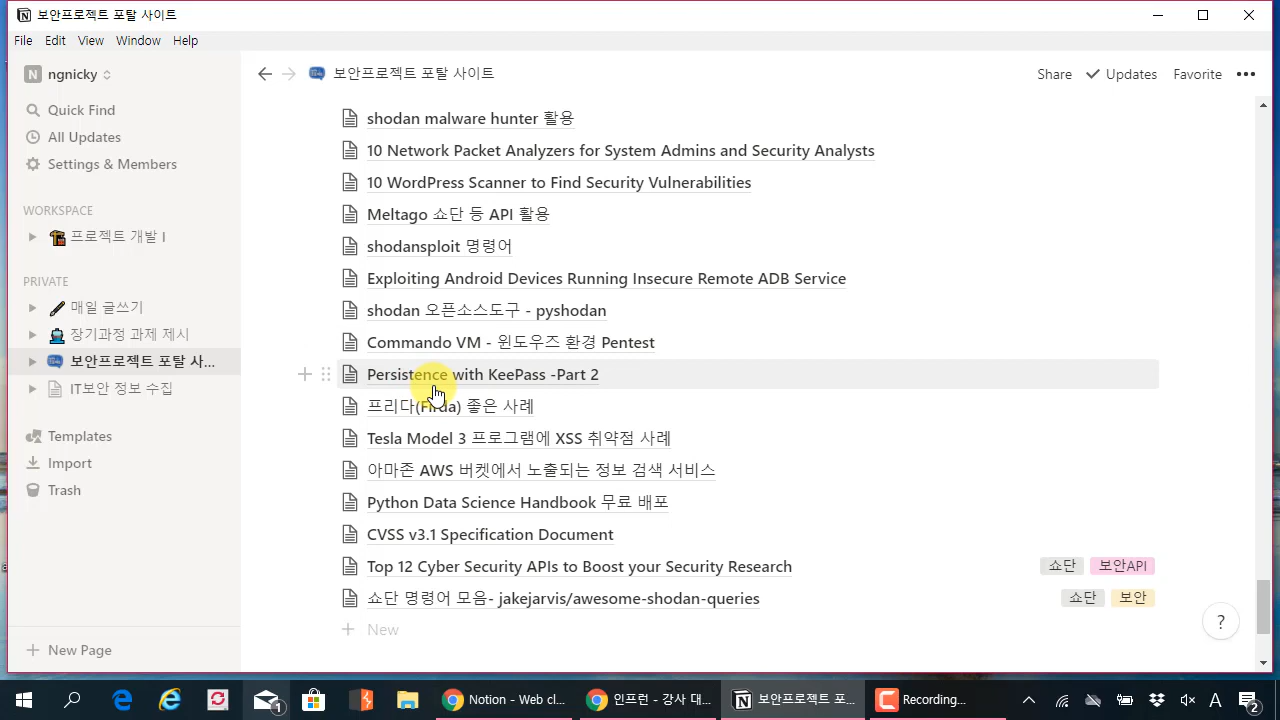 보안프로젝트 포탈 사이트
File Edit View Window Help
N ngnicky
Quick Find
All Updates
Settings & Members
WORKSPACE
프로젝트 개발 I
PRIVATE
매일 글쓰기
장기과정 과제 제시
보안프로젝트 포탈 사...
IT보안 정보 수집
Templates
Import
Trash
New Page
보안프로젝트 포탈 사이트
Share Updates Favorite
shodan malware hunter 활용
10 Network Packet Analyzers for System Admins and Security Analysts
10 WordPress Scanner to Find Security Vulnerabilities
Meltago 쇼단 등 API 활용
shodansploit 명령어
Exploiting Android Devices Running Insecure Remote ADB Service
shodan 오픈소스도구 - pyshodan
Commando VM - 윈도우즈 환경 Pentest
Persistence with KeePass -Part 2
프리다(Firda) 좋은 사례
Tesla Model 3 프로그램에 XSS 취약점 사례
아마존 AWS 버켓에서 노출되는 정보 검색 서비스
Python Data Science Handbook 무료 배포
CVSS v3.1 Specification Document
Top 12 Cyber Security APIs to Boost your Security Research 쇼단 보안API
쇼단 명령어 모음- jakejarvis/awesome-shodan-queries 쇼단 보안
New
?
1 Notion - Web cl... 인프런 - 강사 대... 보안프로젝트 포... Recording... A 2